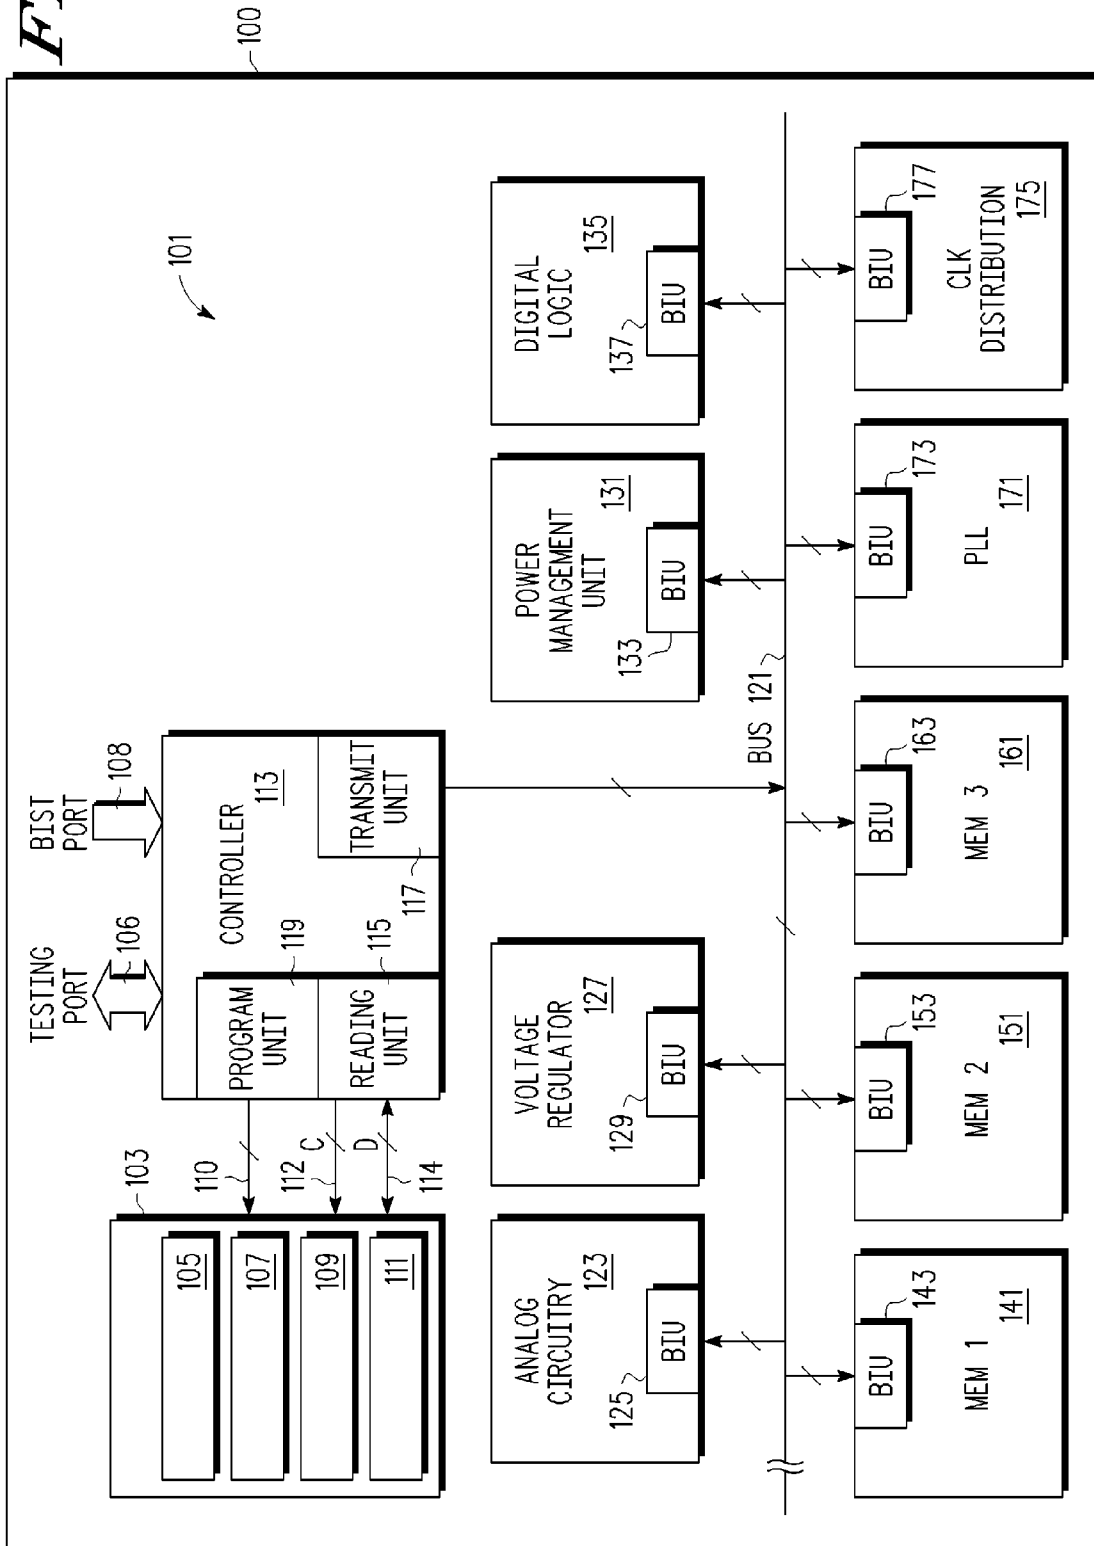 100
101
TESTING
PORT
106
BIST
PORT
108
103
105
107
109
111
110
112
C
114
D
PROGRAM
UNIT
119
READING
UNIT
115
CONTROLLER
113
TRANSMIT
UNIT
117
ANALOG
CIRCUITRY
123
125
BIU
VOLTAGE
REGULATOR
127
129
BIU
POWER
MANAGEMENT
UNIT
131
133
BIU
DIGITAL
LOGIC
135
137
BIU
BUS 121
BIU
143
MEM 1
141
BIU
153
MEM 2
151
BIU
163
MEM 3
161
BIU
173
PLL
171
BIU
177
CLK
DISTRIBUTION
175